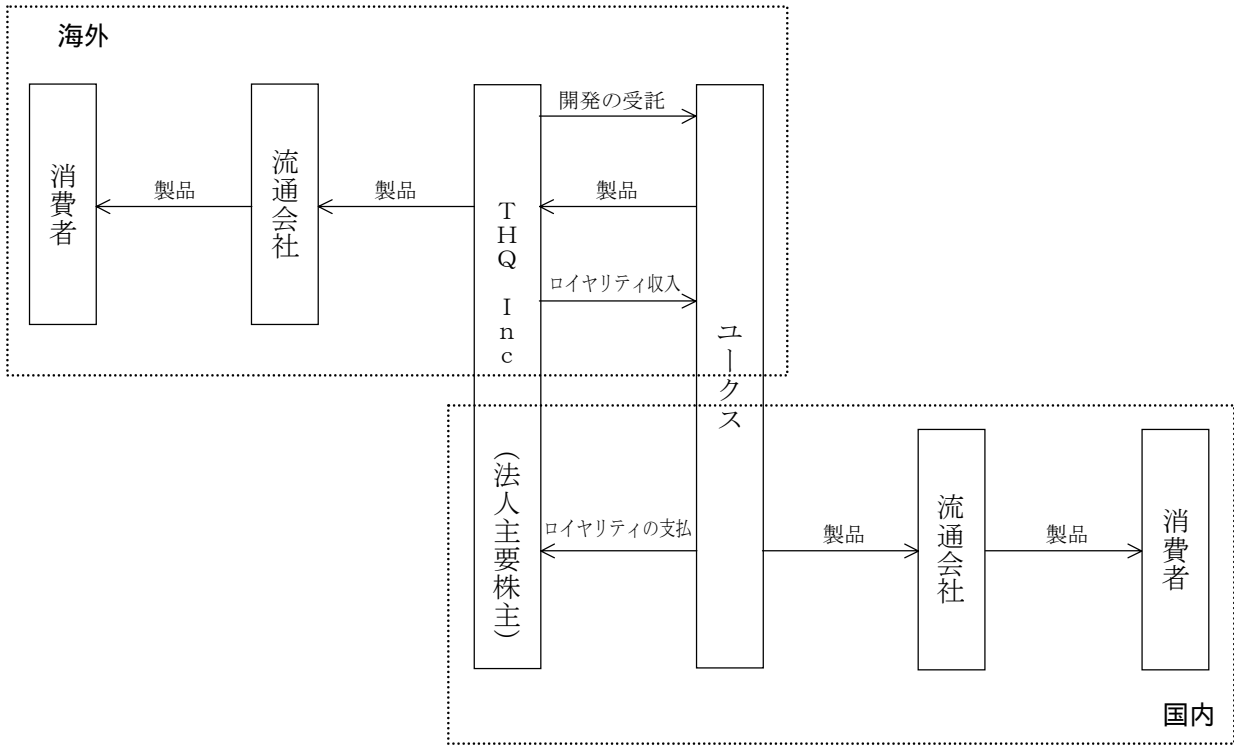 海外
開発の受託
消費者
製品
流通会社
製品
THQ Inc
製品
ロイヤリティ収入
ユークス
(法人主要株主)
ロイヤリティの支払
製品
流通会社
製品
消費者
国内